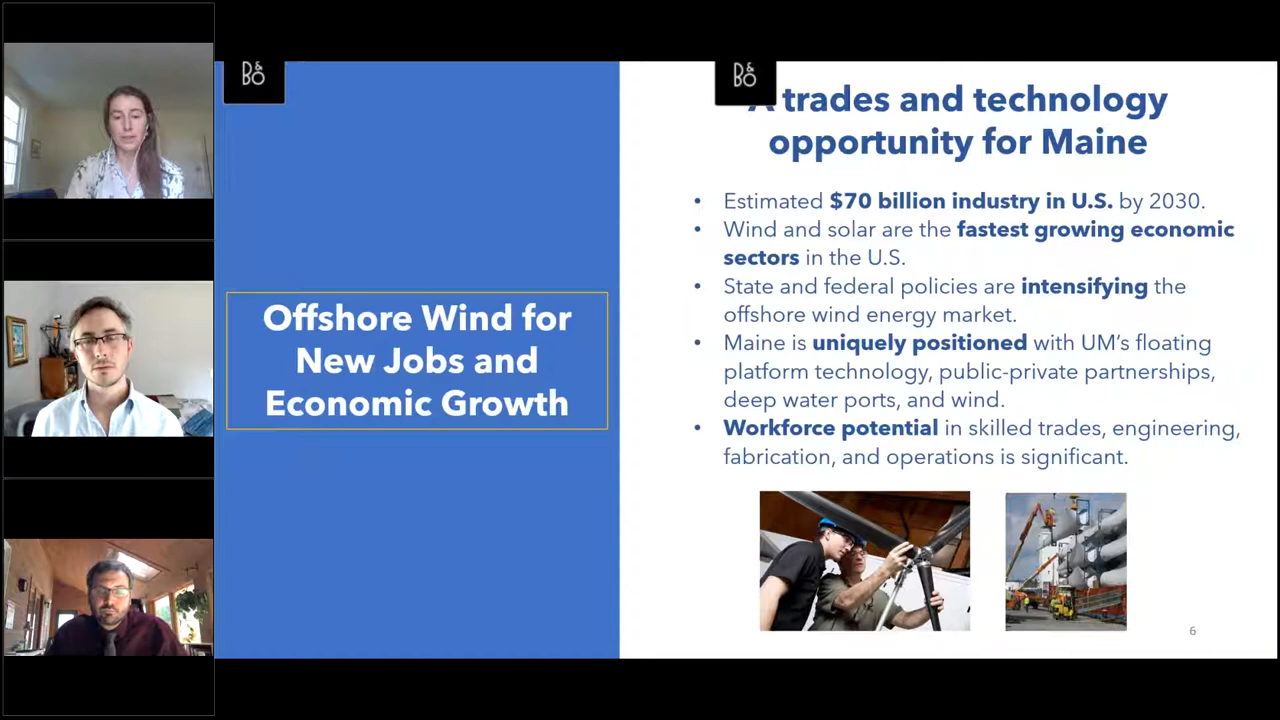 B&O
BO
Offshore Wind for
New Jobs and
Economic Growth
B&O
BO
A trades and technology
opportunity for Maine
• Estimated $70 billion industry in U.S. by 2030.
• Wind and solar are the fastest growing economic
sectors in the U.S.
• State and federal policies are intensifying the
offshore wind energy market.
• Maine is uniquely positioned with UM’s floating
platform technology, public-private partnerships,
deep water ports, and wind.
• Workforce potential in skilled trades, engineering,
fabrication, and operations is significant.
6